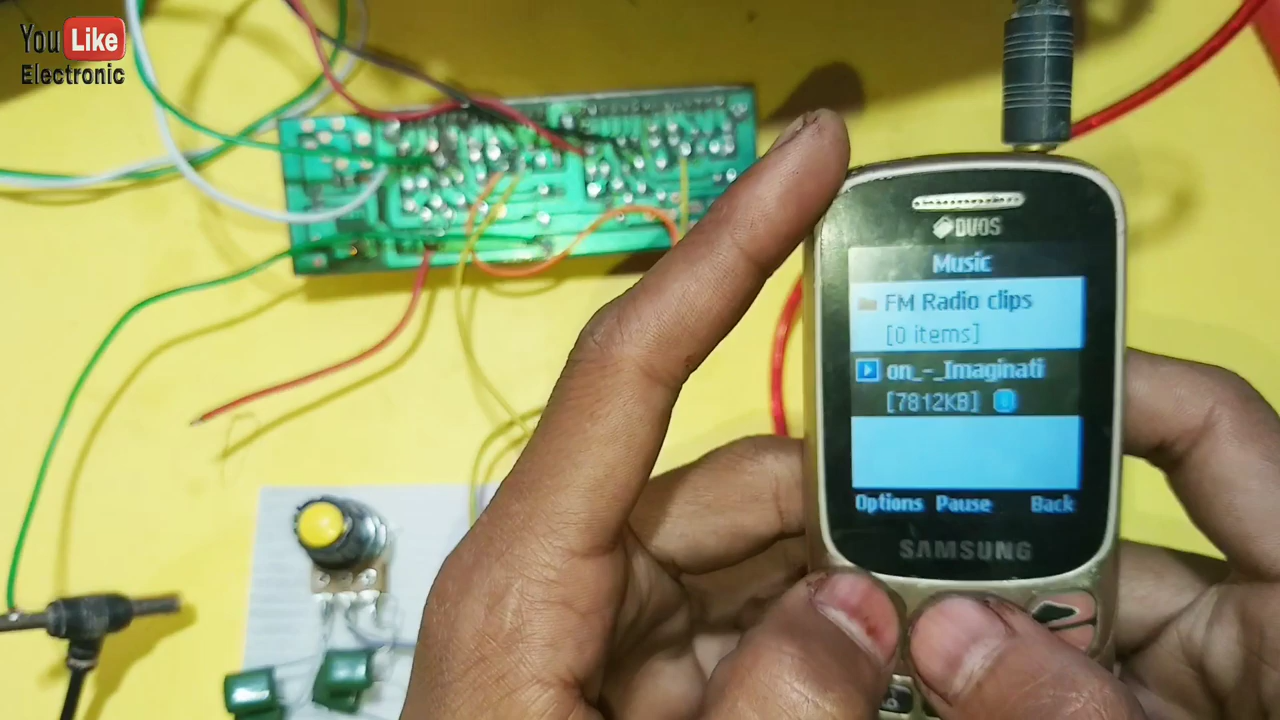 You Like
Electronic
DUOS
Music
FM Radio clips
[0 items]
on_-_Imaginati
[7812KB]
Options Pause Back
SAMSUNG